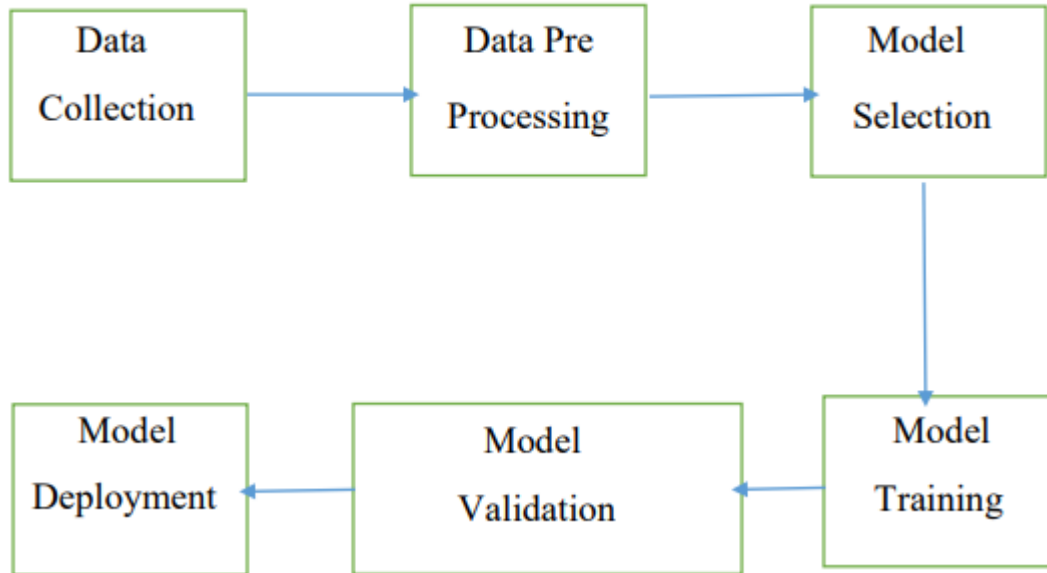 Data
Collection
Data Pre
Processing
Model
Selection
Model
Training
Model
Validation
Model
Deployment